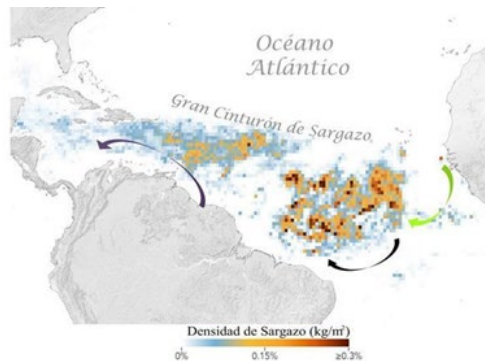 Océano
Atlántico
Gran Cinturón de Sargazo
Densidad de Sargazo (kg/m²)
0% 0.15% ≥0.3%